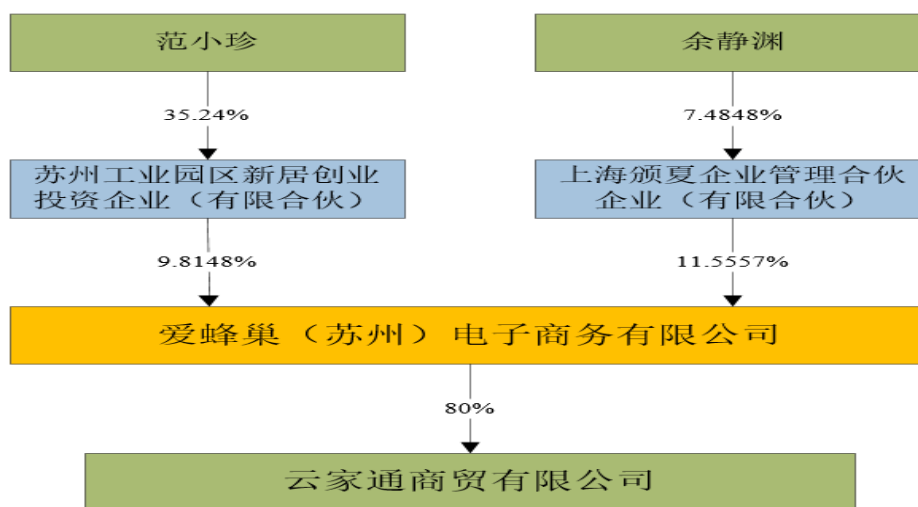 范小珍
余静渊
35.24%
7.4848%
苏州工业园区新居创业
投资企业（有限合伙）
上海颁夏企业管理合伙
企业（有限合伙）
9.8148%
11.5557%
爱蜂巢（苏州）电子商务有限公司
80%
云家通商贸有限公司